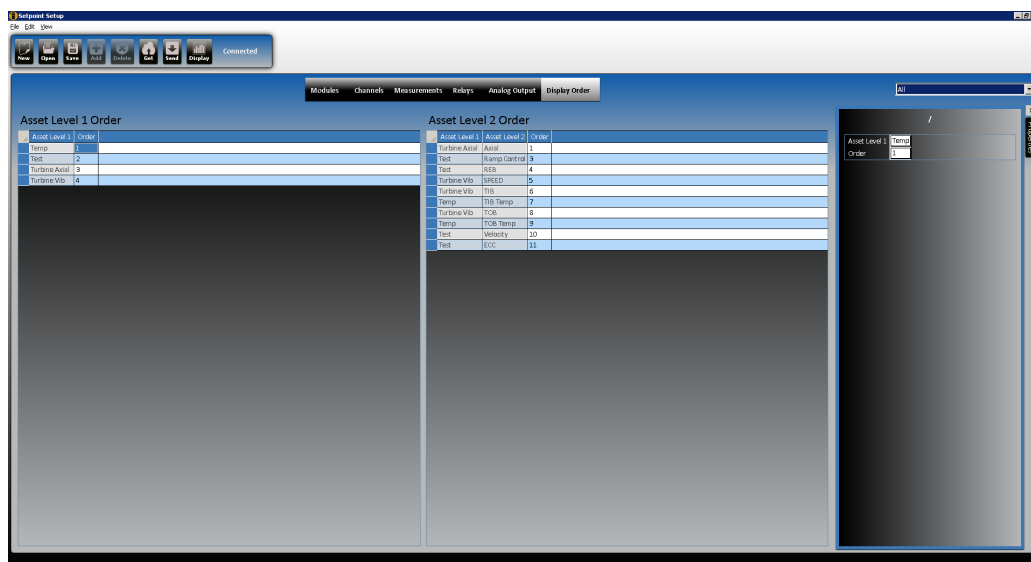 Setpoint Setup
File Edit View
New Open Save Add Delete Get Send Display Connected
Modules Channels Measurements Relays Analog Output Display Order
All
Asset Level 1 Order
Asset Level 1 Order
Temp 1
Test 2
Turbine Axial 3
Turbine Vib 4
Asset Level 2 Order
Asset Level 1 Asset Level 2 Order
Turbine Axial Axial 1
Test Ramp Control 3
Test REB 4
Turbine Vib SPEED 5
Turbine Vib TIB 6
Temp TIB Temp 7
Turbine Vib TOB 8
Temp TOB Temp 9
Test Velocity 10
Test ECC 11
/
Asset Level 1 Temp
Order 1